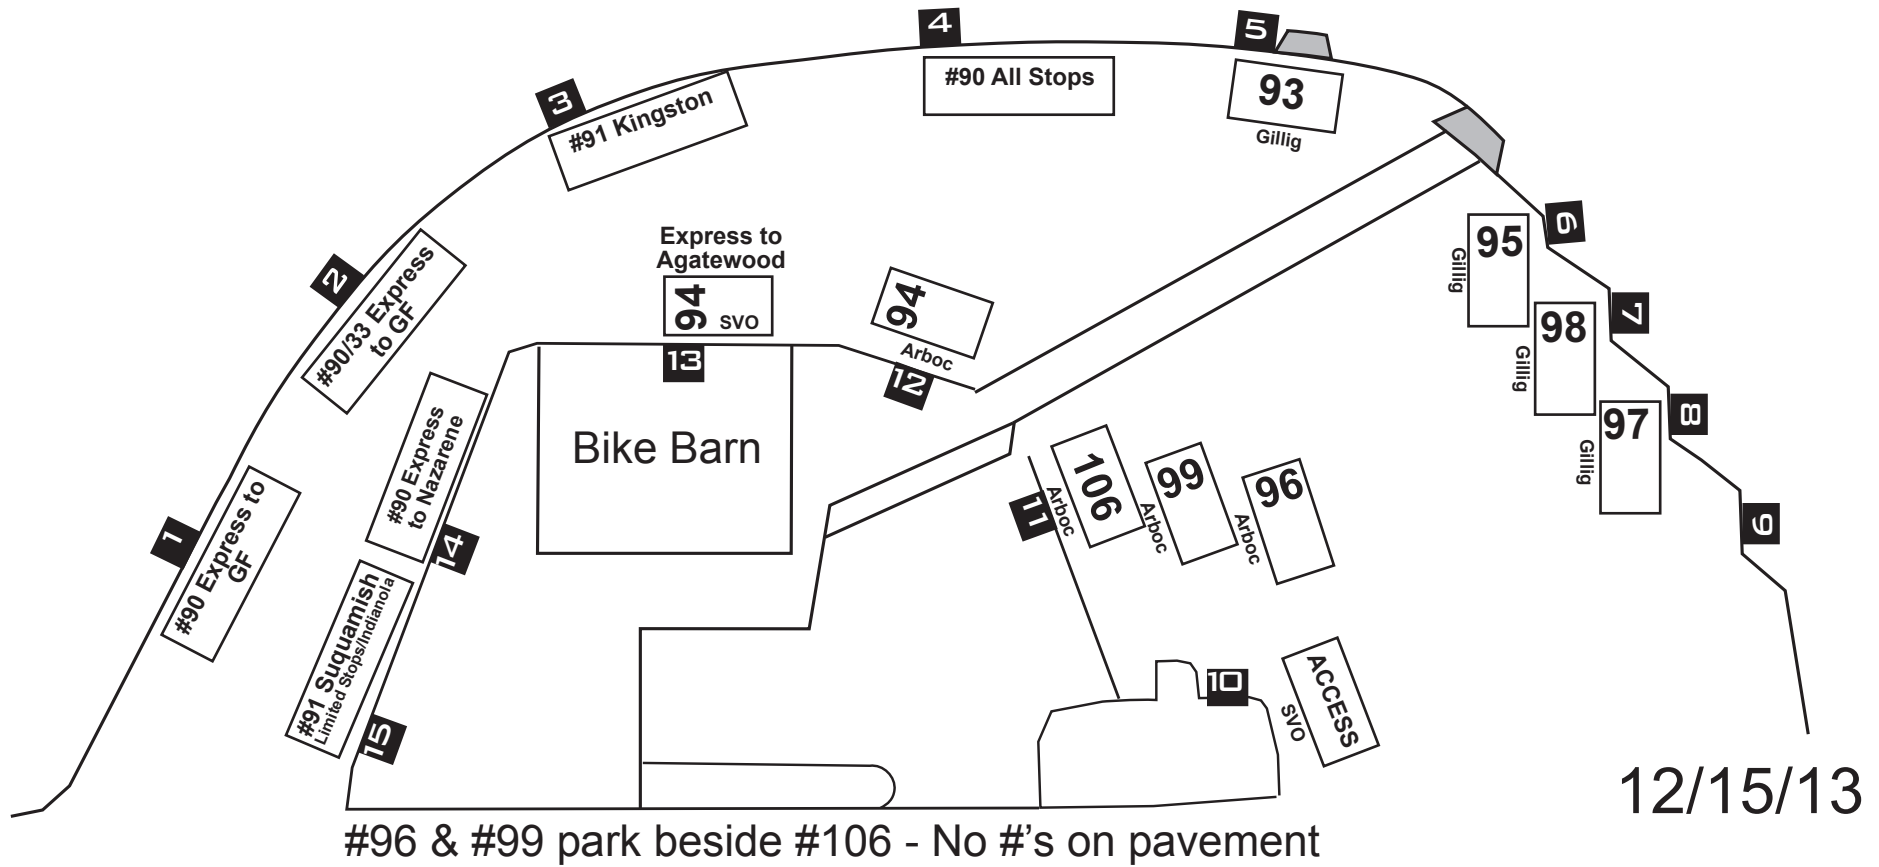 4
5
#90 All Stops
93
Gillig
3
#91 Kingston
2
#90/33 Express
to GF
Express to
Agatewood
94 SVO
13
94
Arboc
12
6
95
Gillig
7
98
Gillig
8
97
Gillig
9
1
#90 Express to
GF
#90 Express
to Nazarene
14
Bike Barn
#91 Suquamish
Limited Stops/Indianola
15
11
106
Arboc
99
Arboc
96
Arboc
10
ACCESS
SVO
12/15/13
#96 & #99 park beside #106 - No #’s on pavement